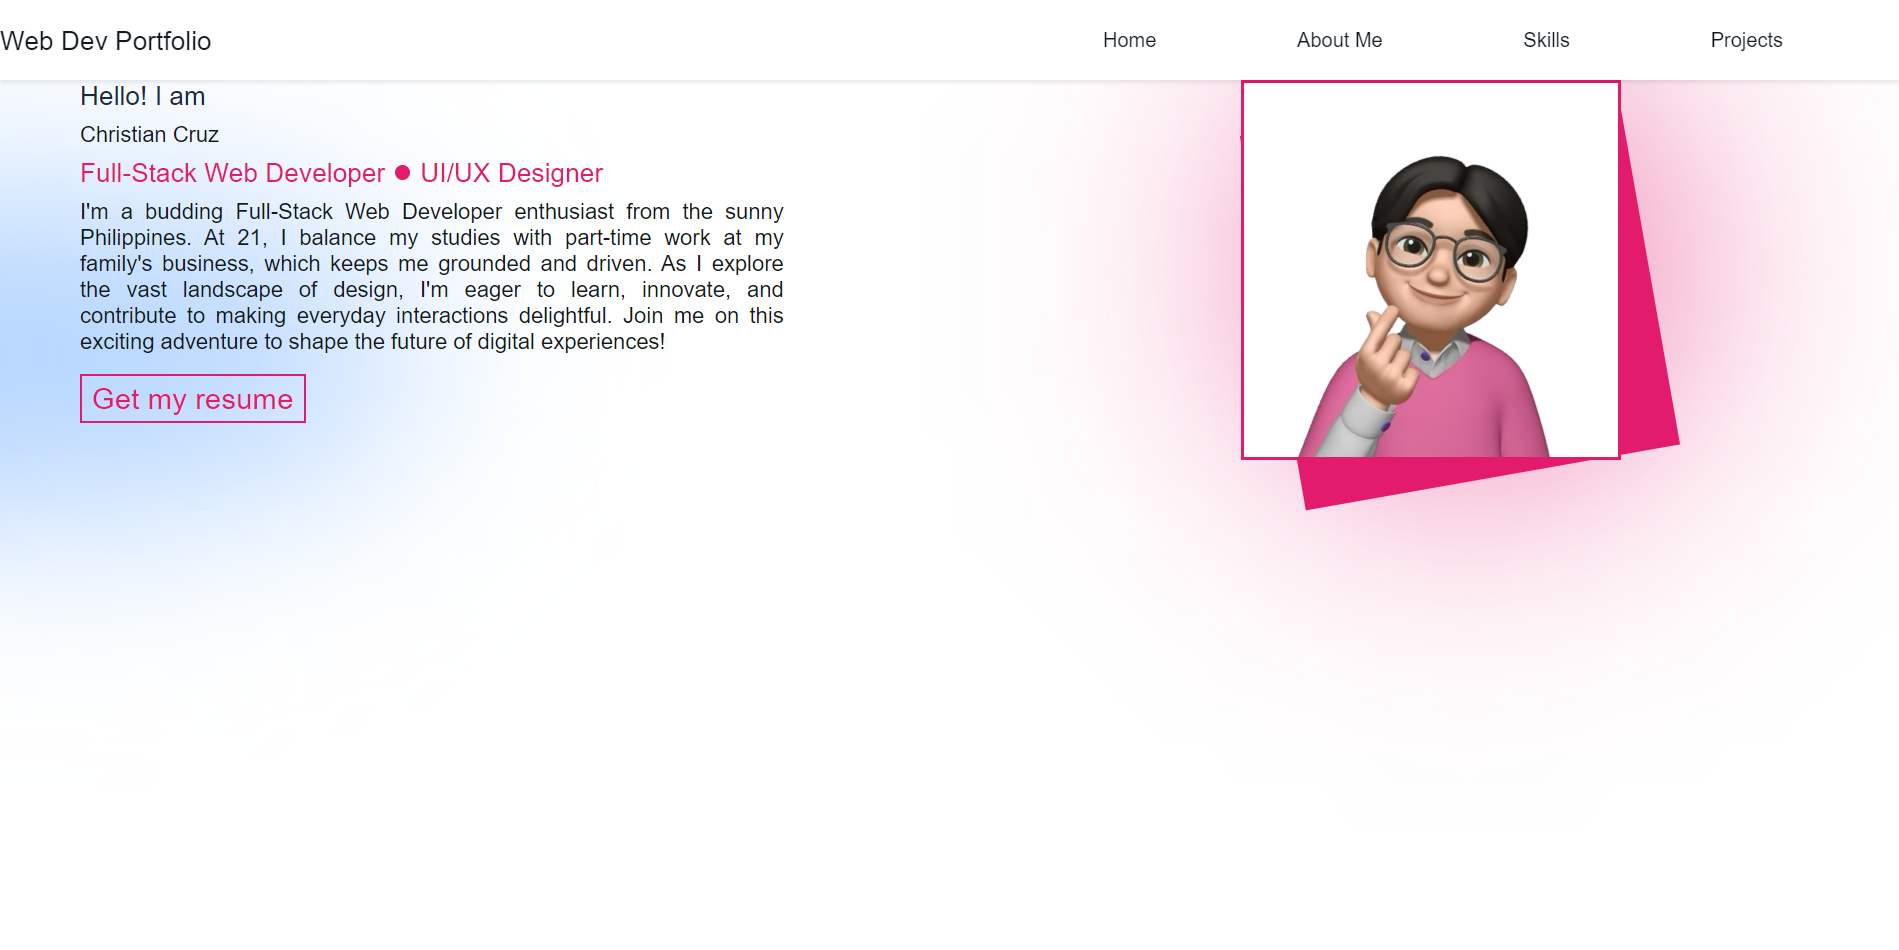 Web Dev Portfolio
Home
About Me
Skills
Projects
Hello! I am
Christian Cruz
Full-Stack Web Developer ● UI/UX Designer
I'm a budding Full-Stack Web Developer enthusiast from the sunny
Philippines. At 21, I balance my studies with part-time work at my
family's business, which keeps me grounded and driven. As I explore
the vast landscape of design, I'm eager to learn, innovate, and
contribute to making everyday interactions delightful. Join me on this
exciting adventure to shape the future of digital experiences!
Get my resume